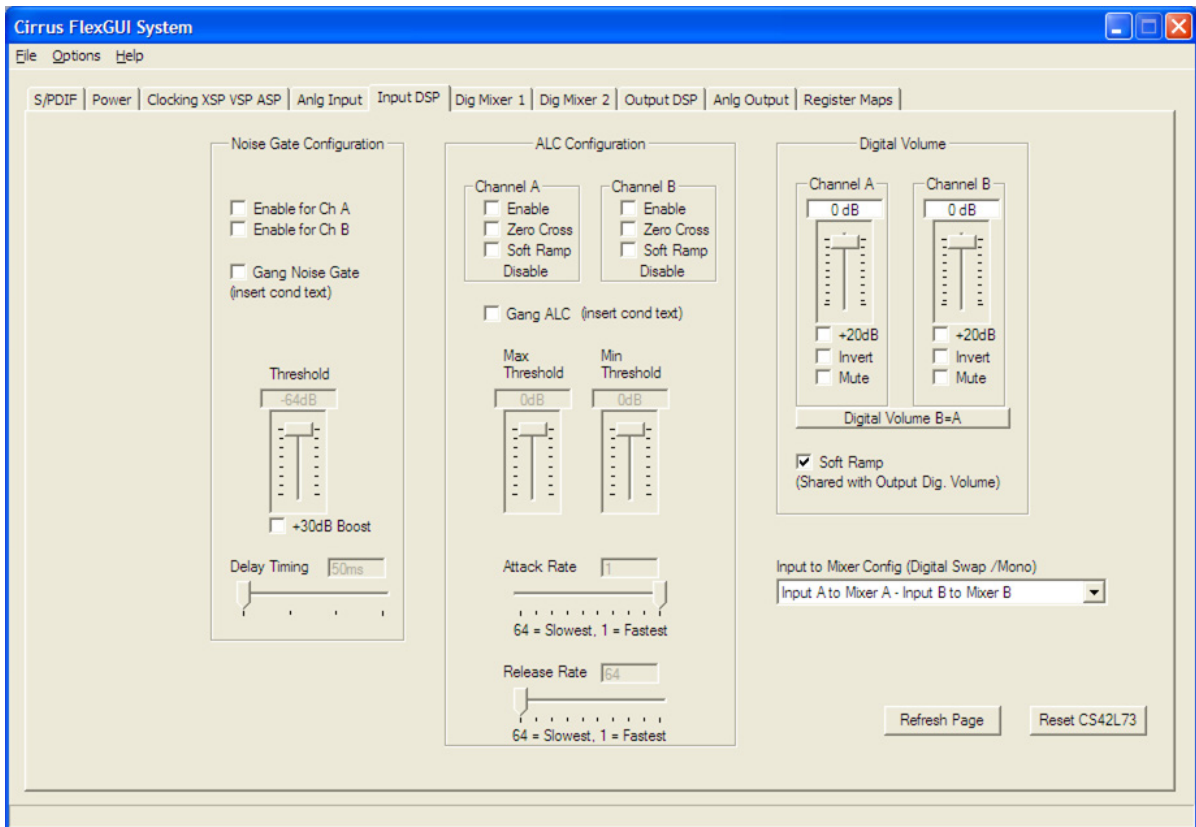 Cirrus FlexGUI System
File Options Help
S/PDIF Power Clocking XSP VSP ASP Anlg Input Input DSP Dig Mixer 1 Dig Mixer 2 Output DSP Anlg Output Register Maps
Noise Gate Configuration
Enable for Ch A
Enable for Ch B
Gang Noise Gate
(insert cond text)
Threshold
-64dB
+30dB Boost
Delay Timing 50ms
ALC Configuration
Channel A
Enable
Zero Cross
Soft Ramp
Disable
Channel B
Enable
Zero Cross
Soft Ramp
Disable
Gang ALC (insert cond text)
Max
Threshold
0dB
Min
Threshold
0dB
Attack Rate 1
64 = Slowest, 1 = Fastest
Release Rate 64
64 = Slowest, 1 = Fastest
Digital Volume
Channel A
0 dB
+20dB
Invert
Mute
Channel B
0 dB
+20dB
Invert
Mute
Digital Volume B=A
Soft Ramp
(Shared with Output Dig. Volume)
Input to Mixer Config (Digital Swap /Mono)
Input A to Mixer A - Input B to Mixer B
Refresh Page
Reset CS42L73